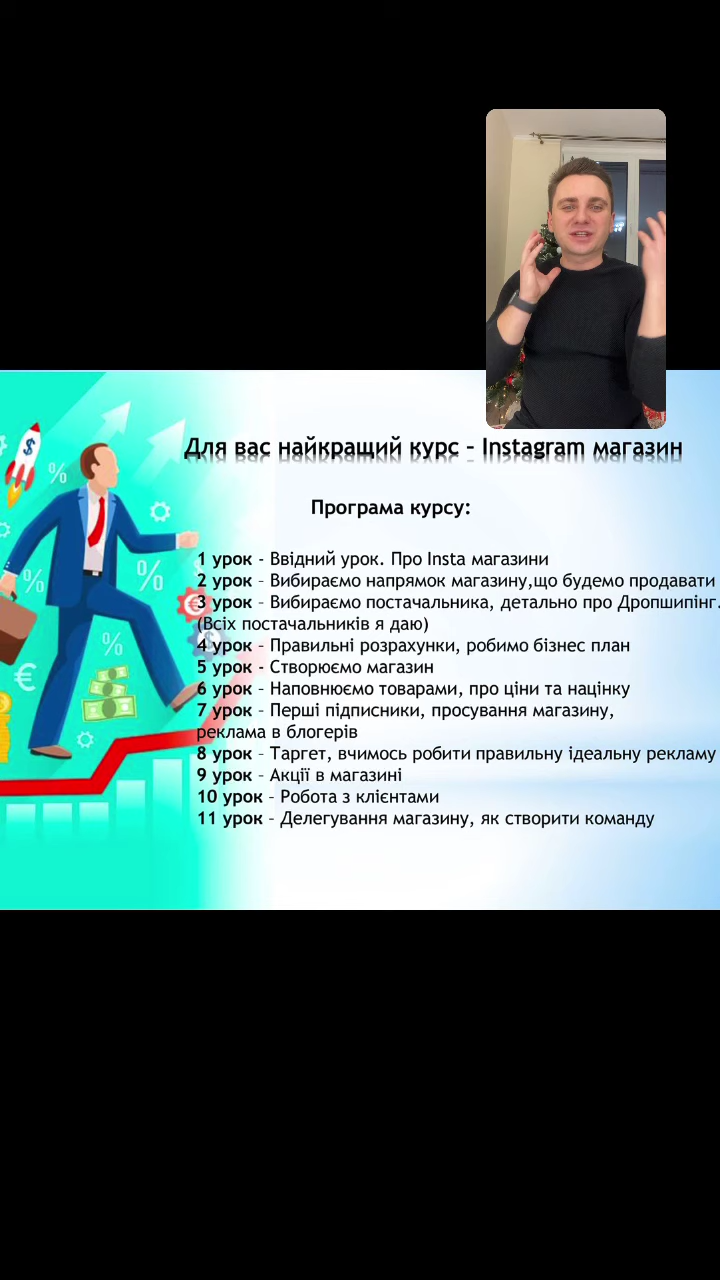 Для вас найкращий курс – Instagram магазин
Програма курсу:
1 урок - Ввідний урок. Про Insta магазини
2 урок – Вибираємо напрямок магазину,що будемо продавати
3 урок – Вибираємо постачальника, детально про Дропшипінг.
(Всіх постачальників я даю)
4 урок – Правильні розрахунки, робимо бізнес план
5 урок - Створюємо магазин
6 урок – Наповнюємо товарами, про ціни та націнку
7 урок – Перші підписники, просування магазину,
реклама в блогерів
8 урок – Таргет, вчимось робити правильну ідеальну рекламу
9 урок – Акції в магазині
10 урок – Робота з клієнтами
11 урок – Делегування магазину, як створити команду